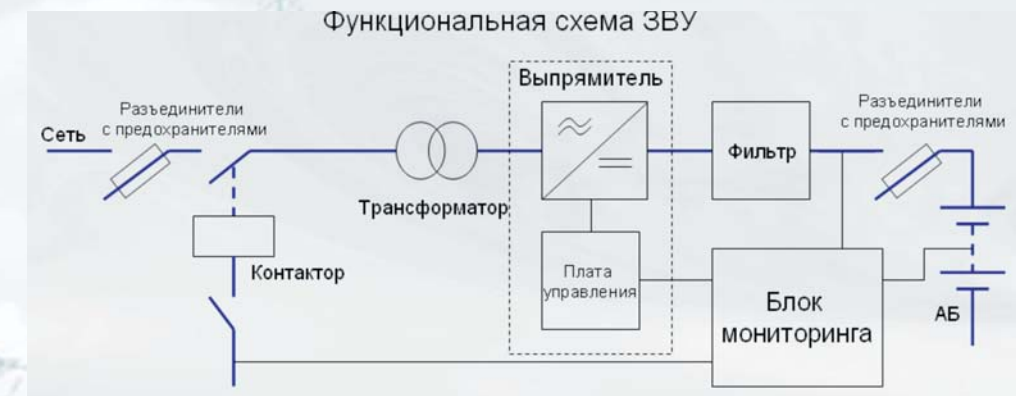 Функциональная схема ЗВУ
Выпрямитель
Разъединители
с предохранителями
Разъединители
с предохранителями
Сеть
Фильтр
Трансформатор
Контактор
Плата
управления
Блок
мониторинга
АБ